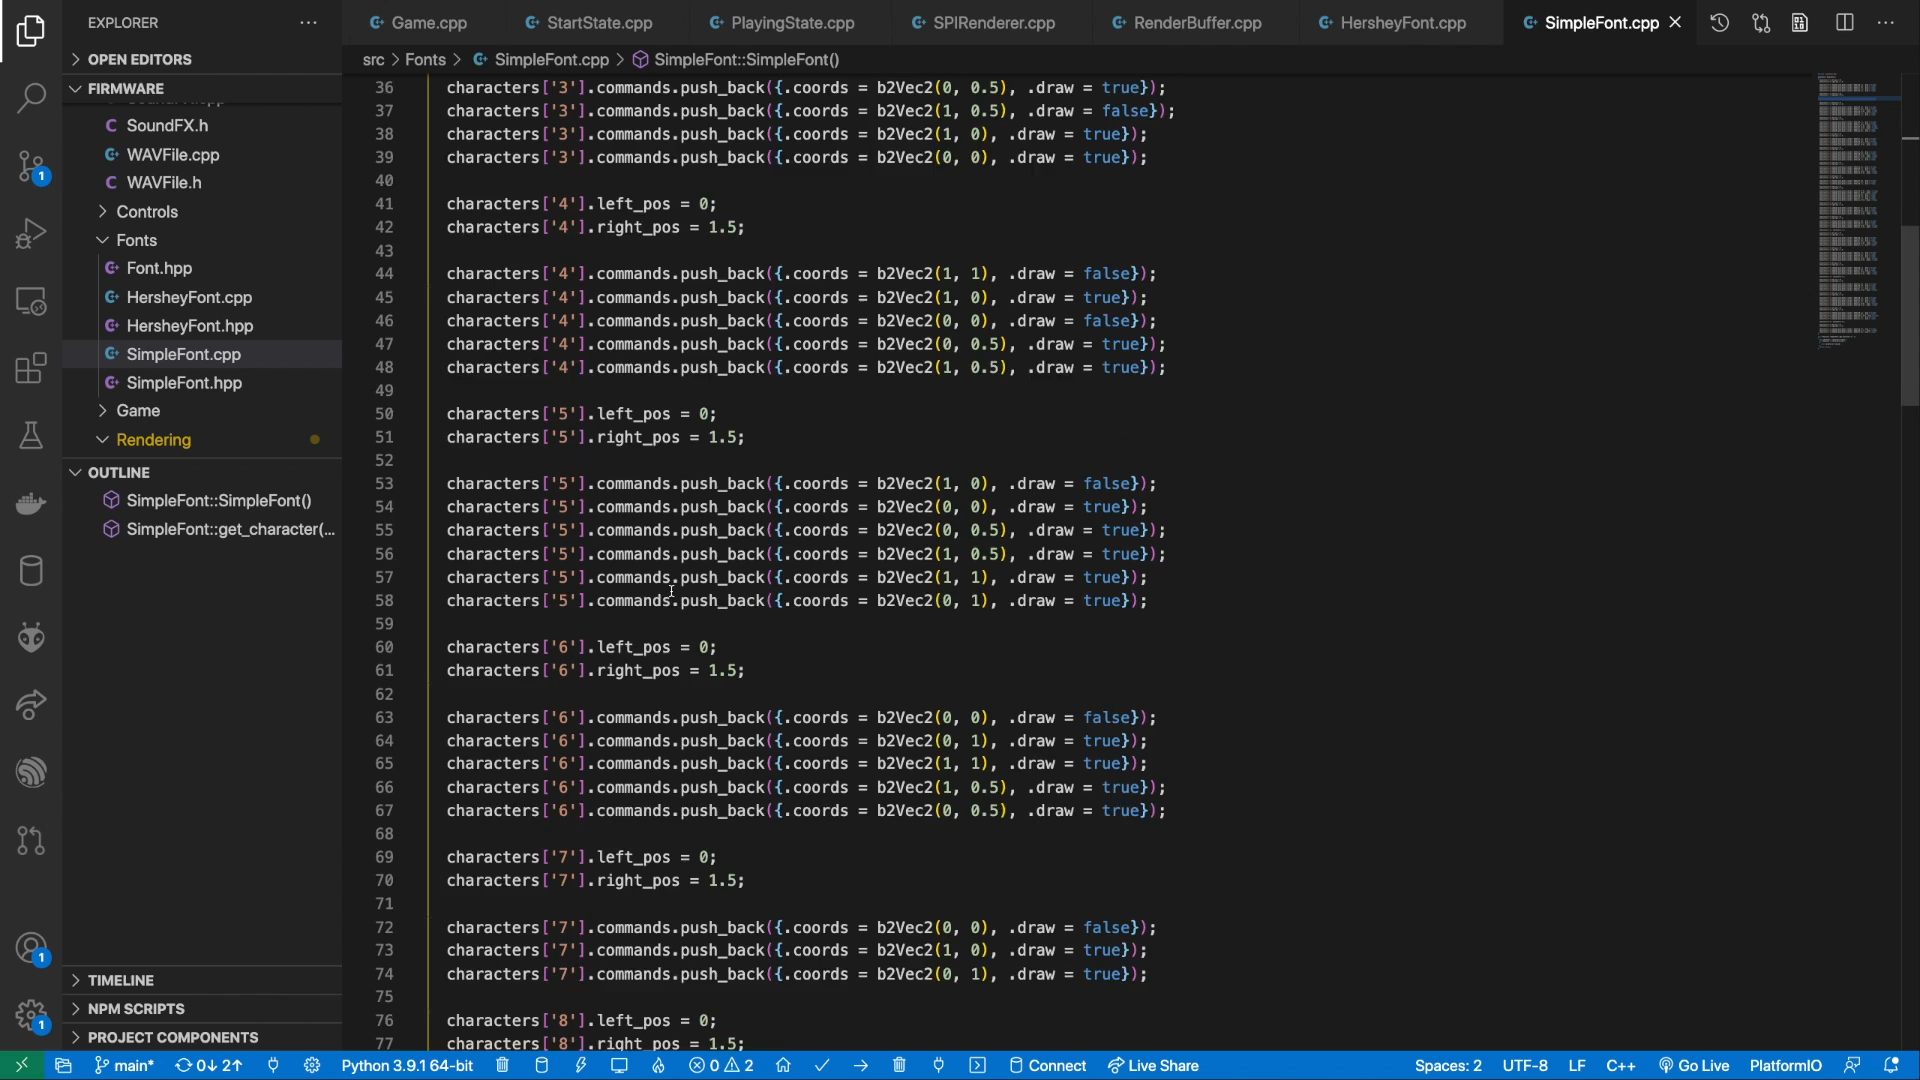 EXPLORER
OPEN EDITORS
FIRMWARE
SoundFX.h
WAVFile.cpp
WAVFile.h
Controls
Fonts
Font.hpp
HersheyFont.cpp
HersheyFont.hpp
SimpleFont.cpp
SimpleFont.hpp
Game
Rendering
OUTLINE
SimpleFont::SimpleFont()
SimpleFont::get_character(...
TIMELINE
NPM SCRIPTS
PROJECT COMPONENTS
1
1
1
Game.cpp StartState.cpp PlayingState.cpp SPIRenderer.cpp RenderBuffer.cpp HersheyFont.cpp SimpleFont.cpp
src > Fonts > SimpleFont.cpp > SimpleFont::SimpleFont()
36 characters['3'].commands.push_back({.coords = b2Vec2(0, 0.5), .draw = true});
37 characters['3'].commands.push_back({.coords = b2Vec2(1, 0.5), .draw = false});
38 characters['3'].commands.push_back({.coords = b2Vec2(1, 0), .draw = true});
39 characters['3'].commands.push_back({.coords = b2Vec2(0, 0), .draw = true});
40
41 characters['4'].left_pos = 0;
42 characters['4'].right_pos = 1.5;
43
44 characters['4'].commands.push_back({.coords = b2Vec2(1, 1), .draw = false});
45 characters['4'].commands.push_back({.coords = b2Vec2(1, 0), .draw = true});
46 characters['4'].commands.push_back({.coords = b2Vec2(0, 0), .draw = false});
47 characters['4'].commands.push_back({.coords = b2Vec2(0, 0.5), .draw = true});
48 characters['4'].commands.push_back({.coords = b2Vec2(1, 0.5), .draw = true});
49
50 characters['5'].left_pos = 0;
51 characters['5'].right_pos = 1.5;
52
53 characters['5'].commands.push_back({.coords = b2Vec2(1, 0), .draw = false});
54 characters['5'].commands.push_back({.coords = b2Vec2(0, 0), .draw = true});
55 characters['5'].commands.push_back({.coords = b2Vec2(0, 0.5), .draw = true});
56 characters['5'].commands.push_back({.coords = b2Vec2(1, 0.5), .draw = true});
57 characters['5'].commands.push_back({.coords = b2Vec2(1, 1), .draw = true});
58 characters['5'].commands.push_back({.coords = b2Vec2(0, 1), .draw = true});
59
60 characters['6'].left_pos = 0;
61 characters['6'].right_pos = 1.5;
62
63 characters['6'].commands.push_back({.coords = b2Vec2(0, 0), .draw = false});
64 characters['6'].commands.push_back({.coords = b2Vec2(0, 1), .draw = true});
65 characters['6'].commands.push_back({.coords = b2Vec2(1, 1), .draw = true});
66 characters['6'].commands.push_back({.coords = b2Vec2(1, 0.5), .draw = true});
67 characters['6'].commands.push_back({.coords = b2Vec2(0, 0.5), .draw = true});
68
69 characters['7'].left_pos = 0;
70 characters['7'].right_pos = 1.5;
71
72 characters['7'].commands.push_back({.coords = b2Vec2(0, 0), .draw = false});
73 characters['7'].commands.push_back({.coords = b2Vec2(1, 0), .draw = true});
74 characters['7'].commands.push_back({.coords = b2Vec2(0, 1), .draw = true});
75
76 characters['8'].left_pos = 0;
77 characters['8'].right_pos = 1.5;
main* 0↓ 2↑ Python 3.9.1 64-bit 0 2 Connect Live Share Spaces: 2 UTF-8 LF C++ Go Live PlatformIO